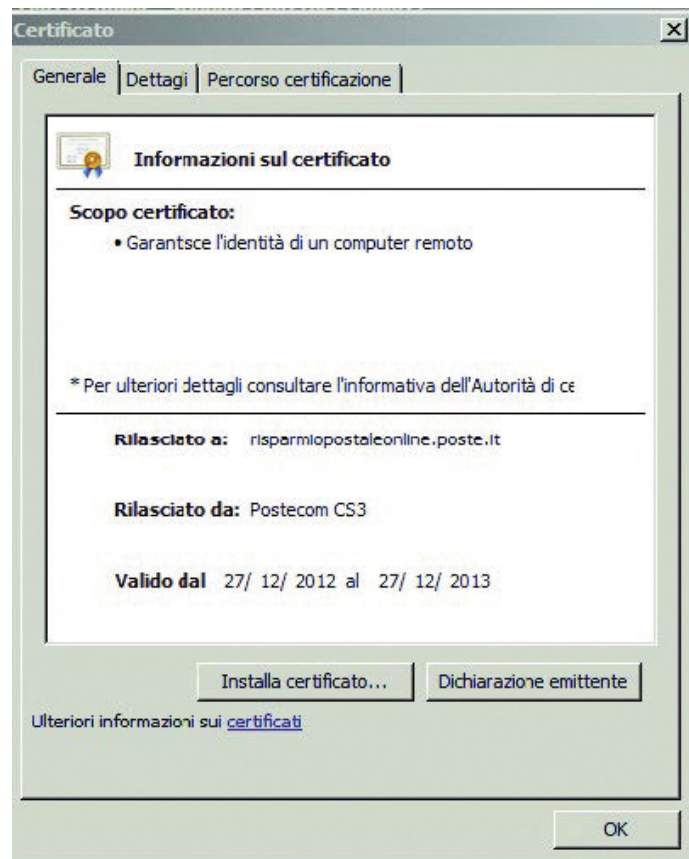 Certificato
Generale Dettagi Percorso certificazione
Informazioni sul certificato
Scopo certificato:
• Garantsce l'identità di un computer remoto
* Per ulteriori dettagli consultare l'informativa dell'Autorità di ce
Rilasciato a: risparmiopostaleonline.poste.it
Rilasciato da: Postecom CS3
Valido dal 27/ 12/ 2012 al 27/ 12/ 2013
Installa certificato... Dichiarazione emittente
Ulteriori informazioni sui certificati
OK